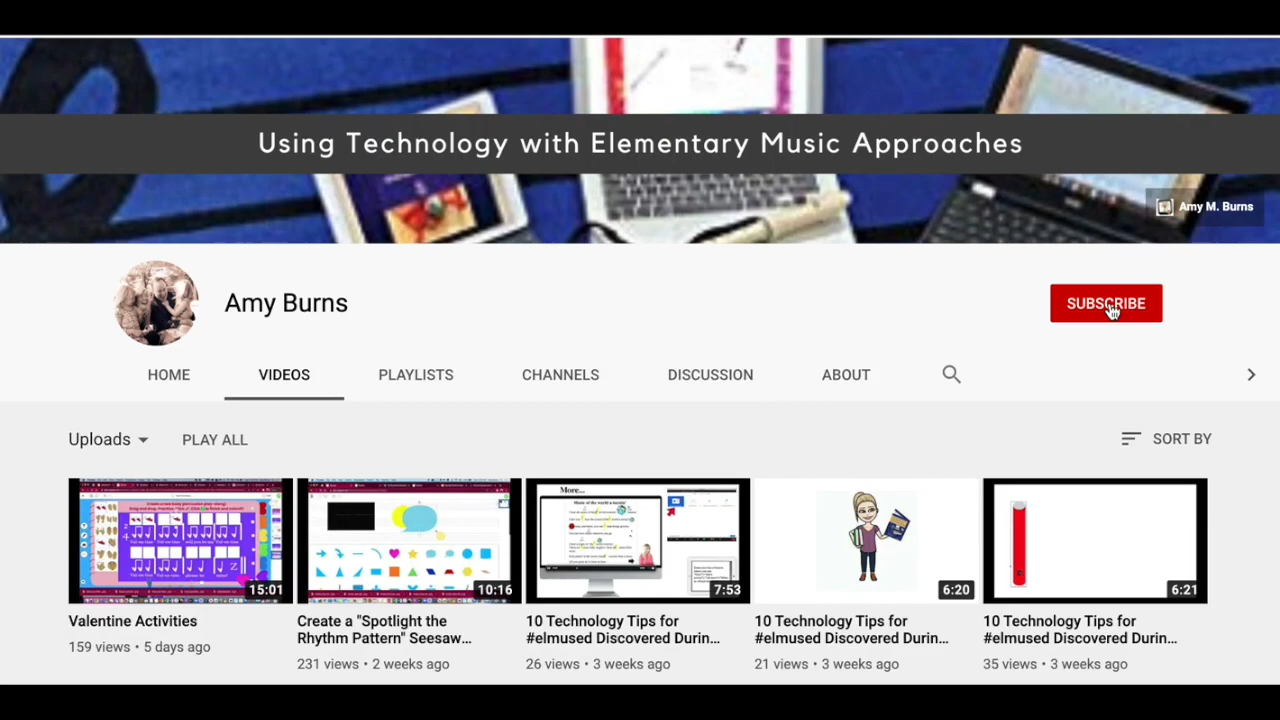 Using Technology with Elementary Music Approaches
Amy M. Burns
Amy Burns
SUBSCRIBE
HOME
VIDEOS
PLAYLISTS
CHANNELS
DISCUSSION
ABOUT
Uploads
PLAY ALL
SORT BY
More...
15:01
10:16
7:53
6:20
6:21
Valentine Activities
159 views • 5 days ago
Create a "Spotlight the
Rhythm Pattern" Seesaw...
231 views • 2 weeks ago
10 Technology Tips for
#elmused Discovered Durin...
26 views • 3 weeks ago
10 Technology Tips for
#elmused Discovered Durin...
21 views • 3 weeks ago
10 Technology Tips for
#elmused Discovered Durin...
35 views • 3 weeks ago